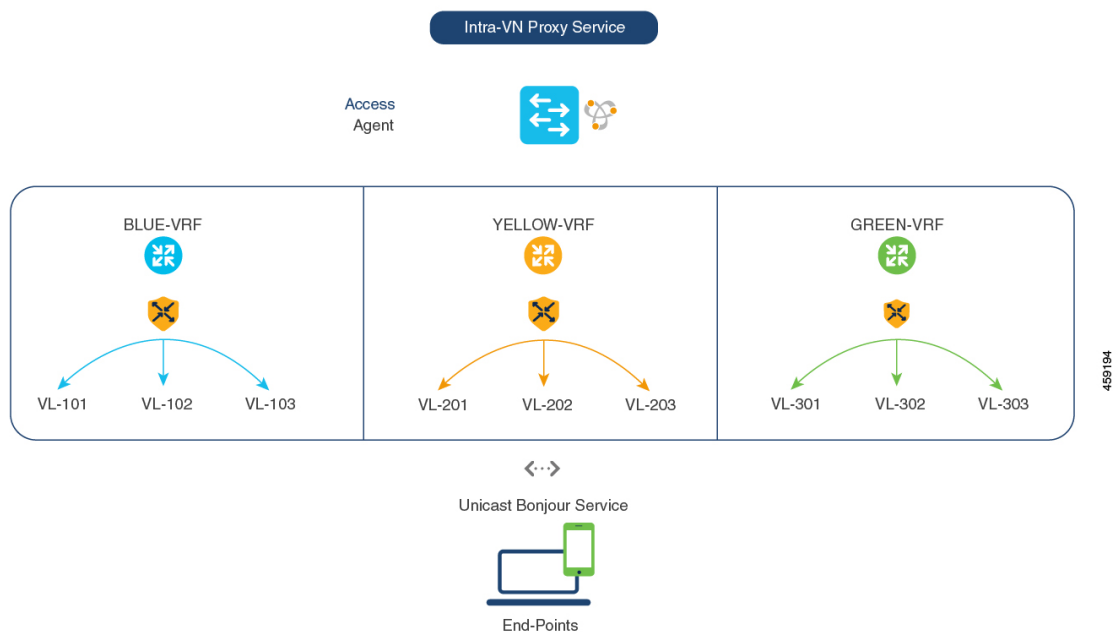 Intra-VN Proxy Service
Access
Agent
BLUE-VRF
YELLOW-VRF
GREEN-VRF
VL-101
VL-102
VL-103
VL-201
VL-202
VL-203
VL-301
VL-302
VL-303
459194
Unicast Bonjour Service
End-Points